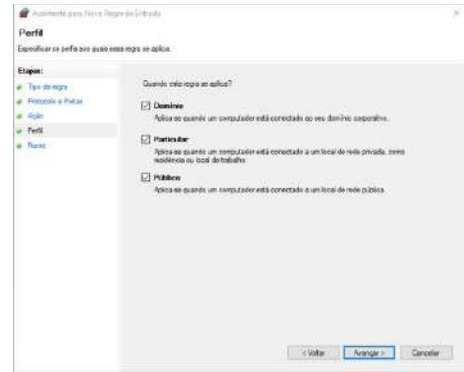 Assistente para Nova Regra de Entrada
Perfil
Especificar os perfis aos quais essa regra se aplica.
Etapas:
Tipo de regra
Protocolo e Portas
Ação
Perfil
Nome
Quando esta regra se aplica?
Domínio
Aplica-se quando um computador está conectado ao seu domínio corporativo.
Particular
Aplica-se quando um computador está conectado a um local de rede privada, como
residência ou local de trabalho.
Público
Aplica-se quando um computador está conectado a um local de rede pública.
< Voltar
Avançar >
Cancelar